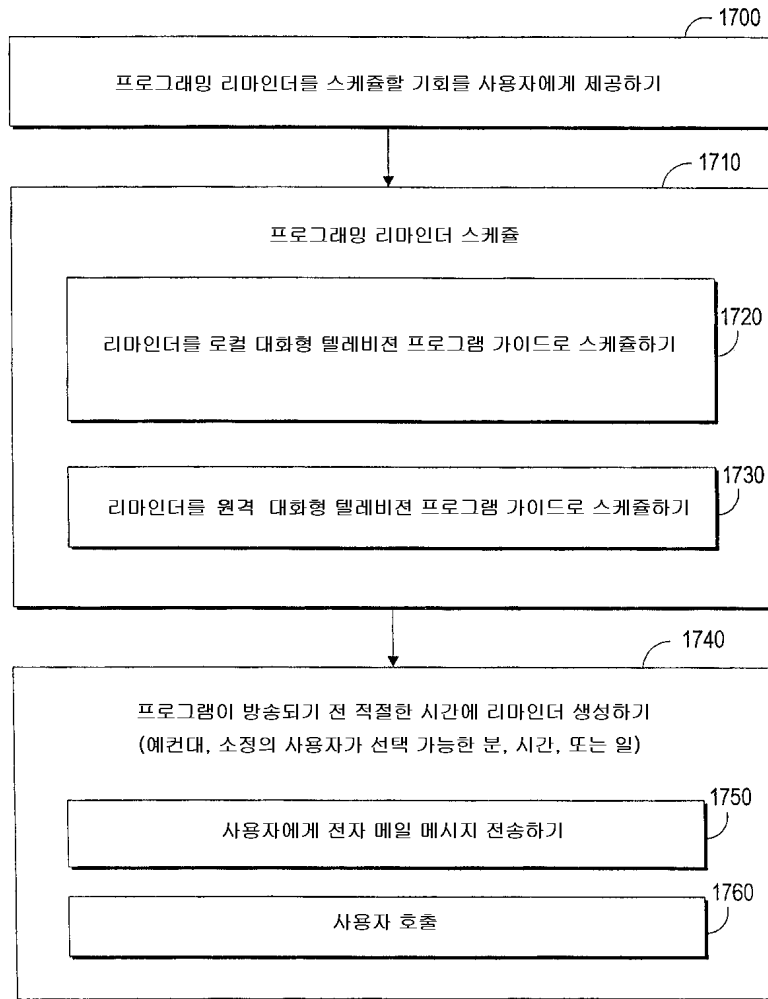 1700
프로그래밍 리마인더를 스케쥴할 기회를 사용자에게 제공하기
1710
프로그래밍 리마인더 스케쥴
1720
리마인더를 로컬 대화형 텔레비젼 프로그램 가이드로 스케쥴하기
1730
리마인더를 원격 대화형 텔레비젼 프로그램 가이드로 스케쥴하기
1740
프로그램이 방송되기 전 적절한 시간에 리마인더 생성하기
(예컨대, 소정의 사용자가 선택 가능한 분, 시간, 또는 일)
1750
사용자에게 전자 메일 메시지 전송하기
1760
사용자 호출